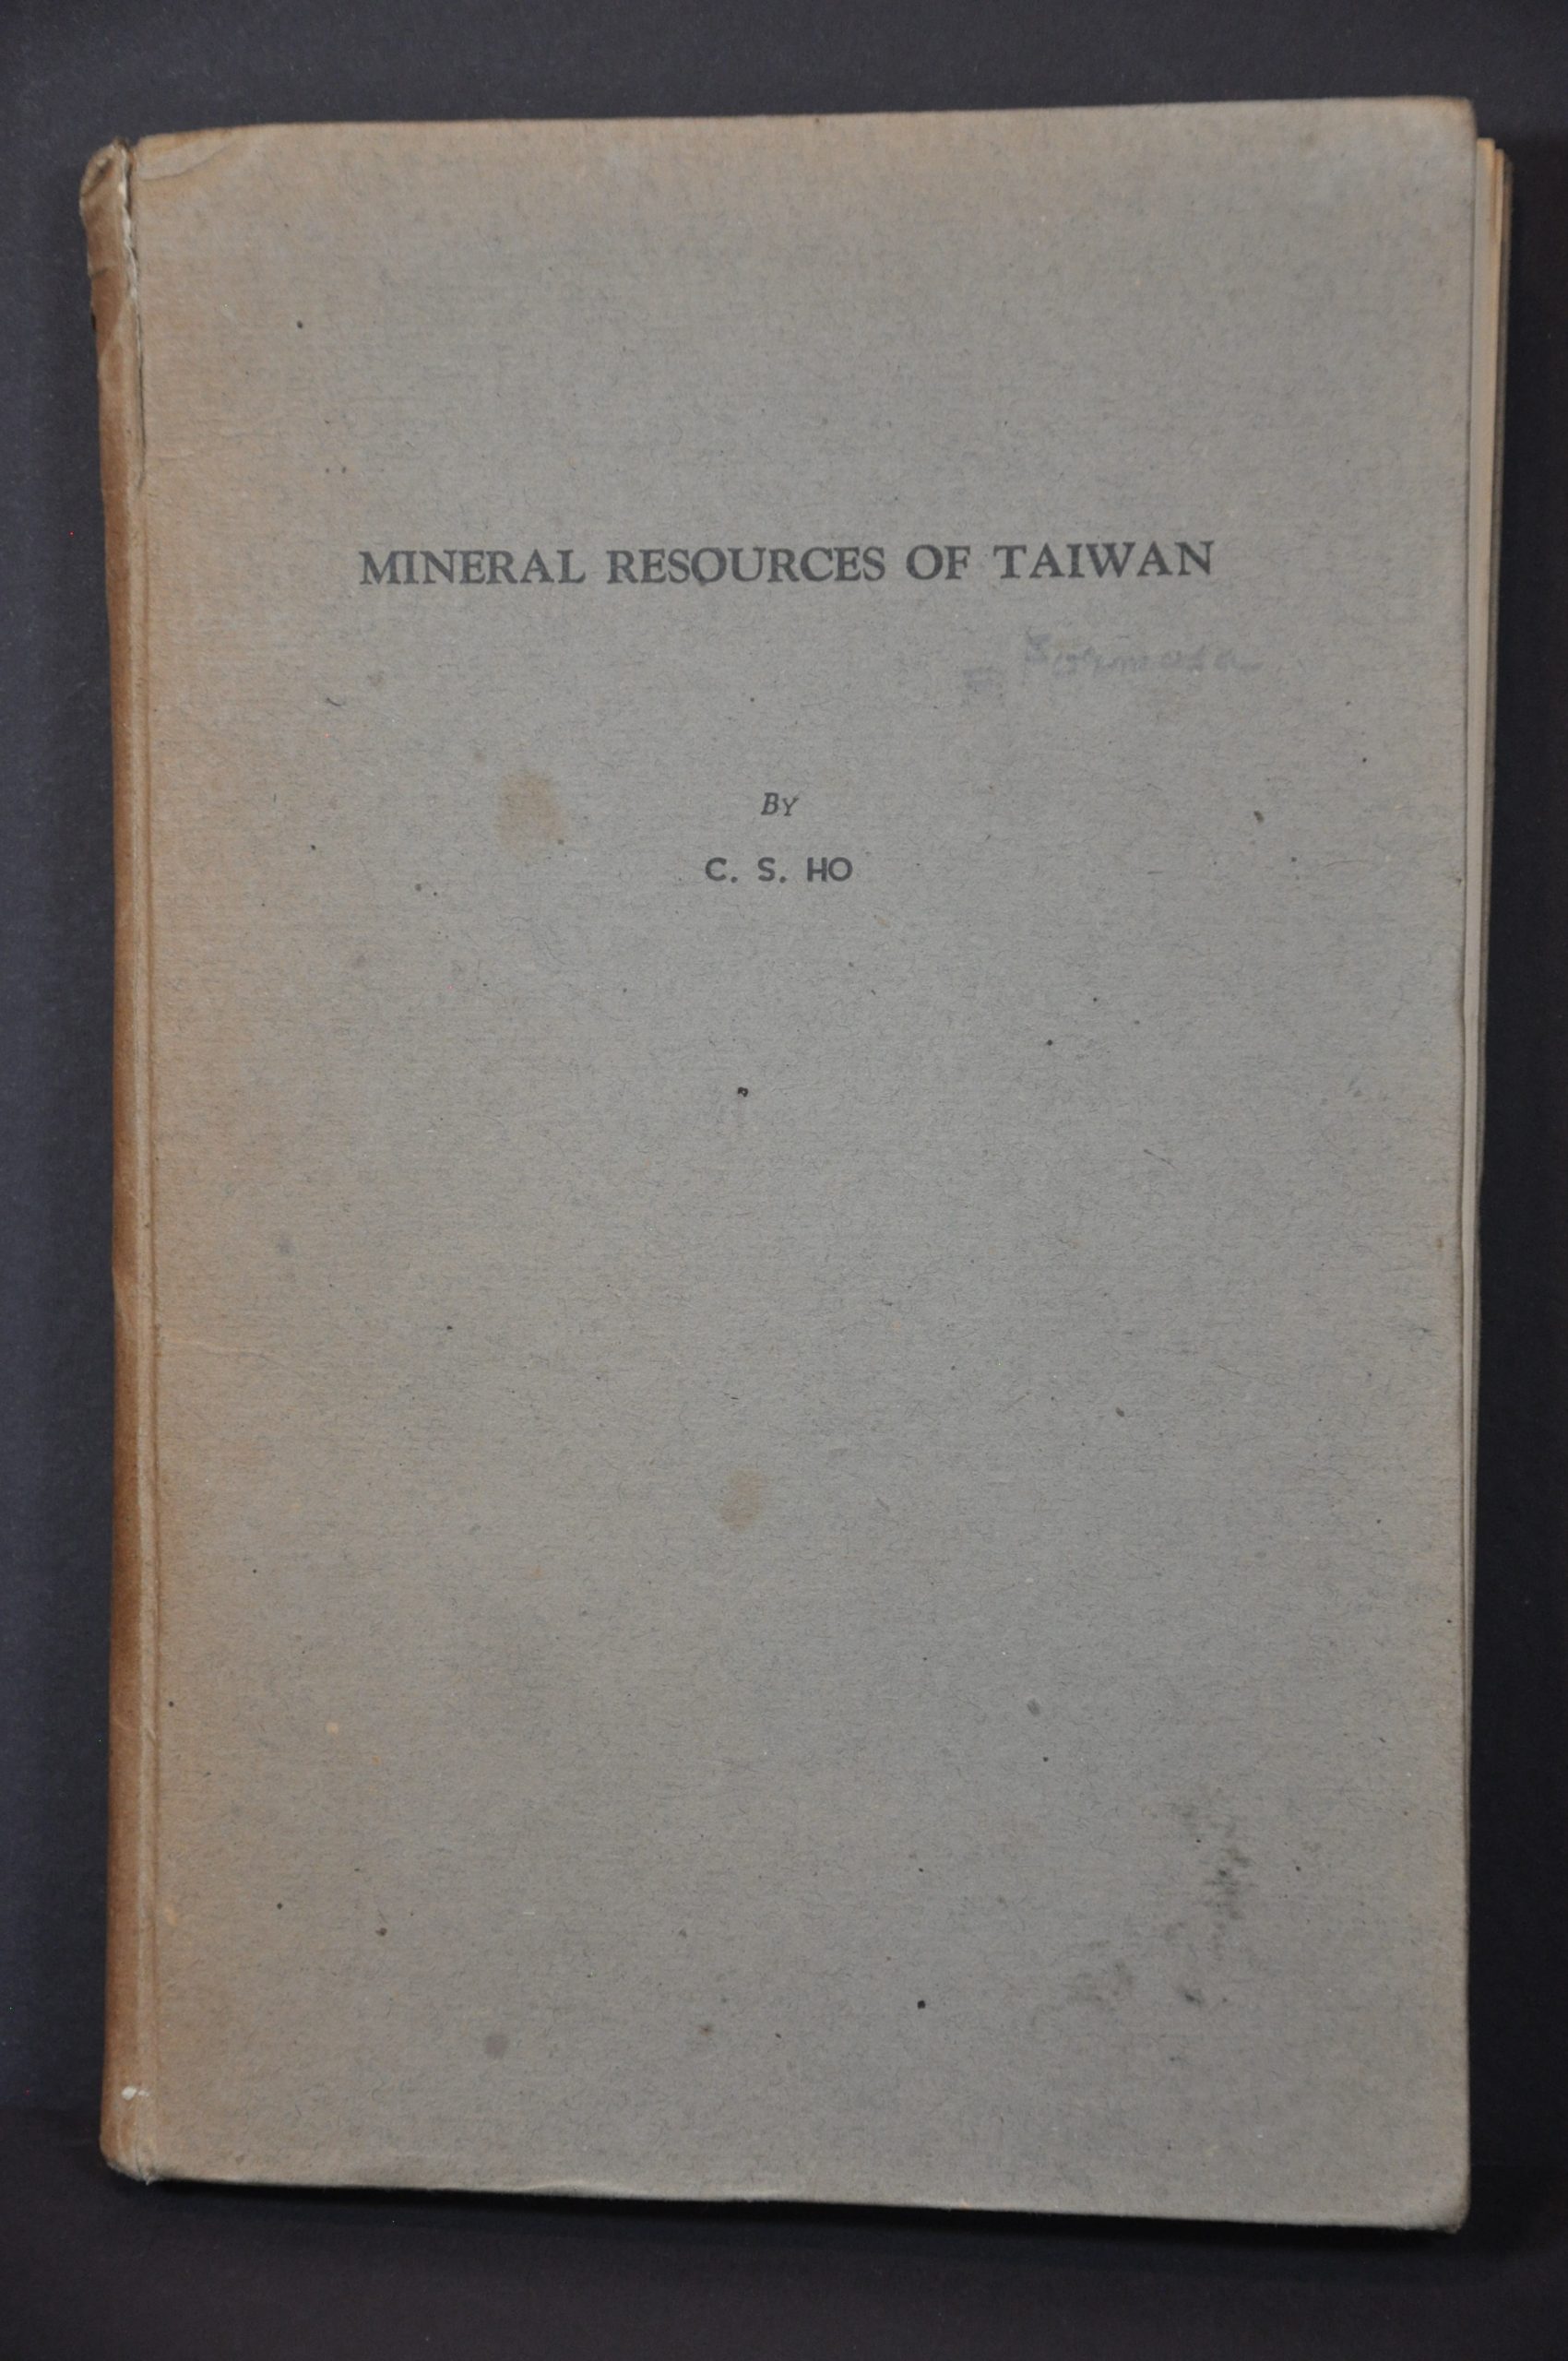 MINERAL RESOURCES OF TAIWAN
BY
C. S. HO